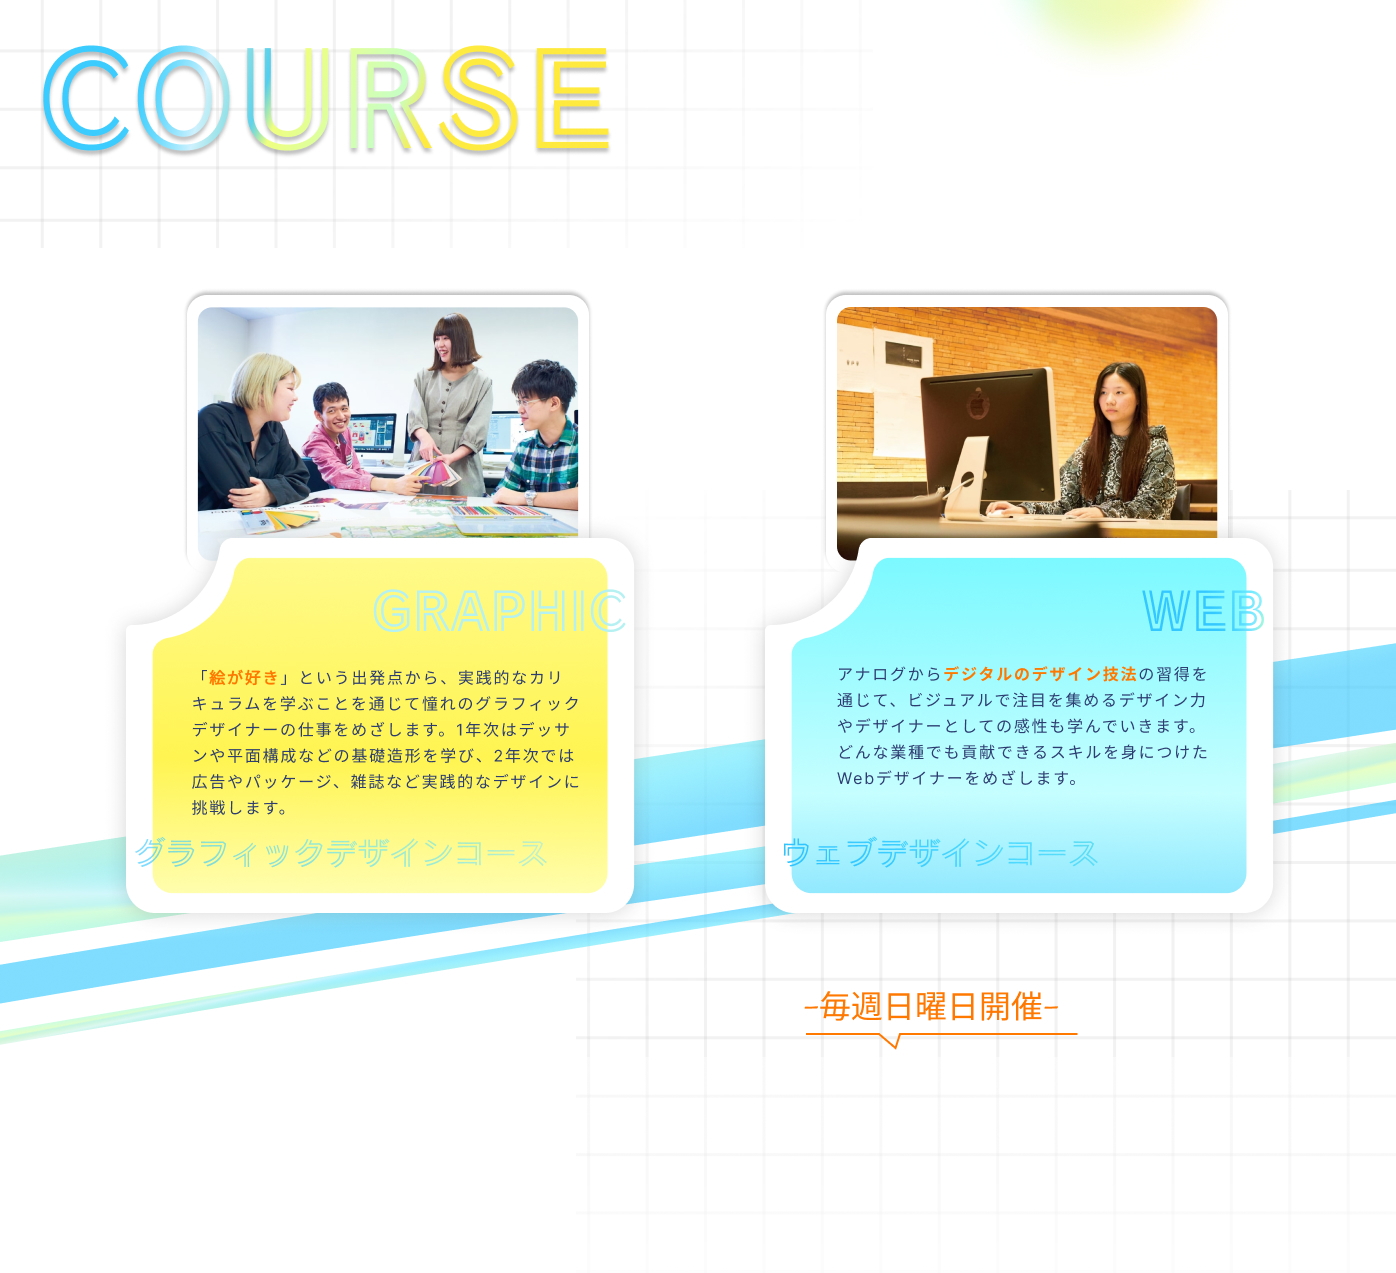 COURSE
GRAPHIC
「絵が好き」という出発点から、実践的なカリ
キュラムを学ぶことを通じて憧れのグラフィック
デザイナーの仕事をめざします。1年次はデッサ
ンや平面構成などの基礎造形を学び、2年次では
広告やパッケージ、雑誌など実践的なデザインに
挑戦します。
グラフィックデザインコース
WEB
アナログからデジタルのデザイン技法の習得を
通じて、ビジュアルで注目を集めるデザイン力
やデザイナーとしての感性も学んでいきます。
どんな業種でも貢献できるスキルを身につけた
Webデザイナーをめざします。
ウェブデザインコース
–毎週日曜日開催–